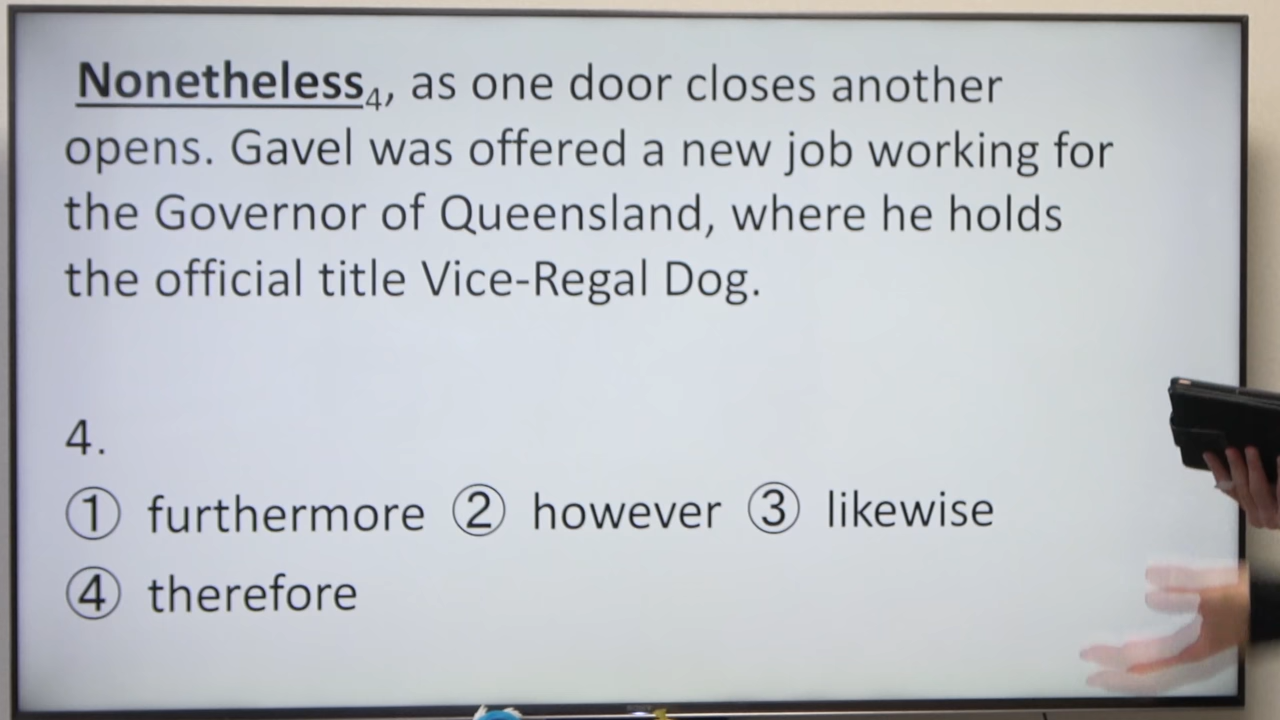 Nonetheless₄, as one door closes another
opens. Gavel was offered a new job working for
the Governor of Queensland, where he holds
the official title Vice-Regal Dog.
4.
① furthermore ② however ③ likewise
④ therefore